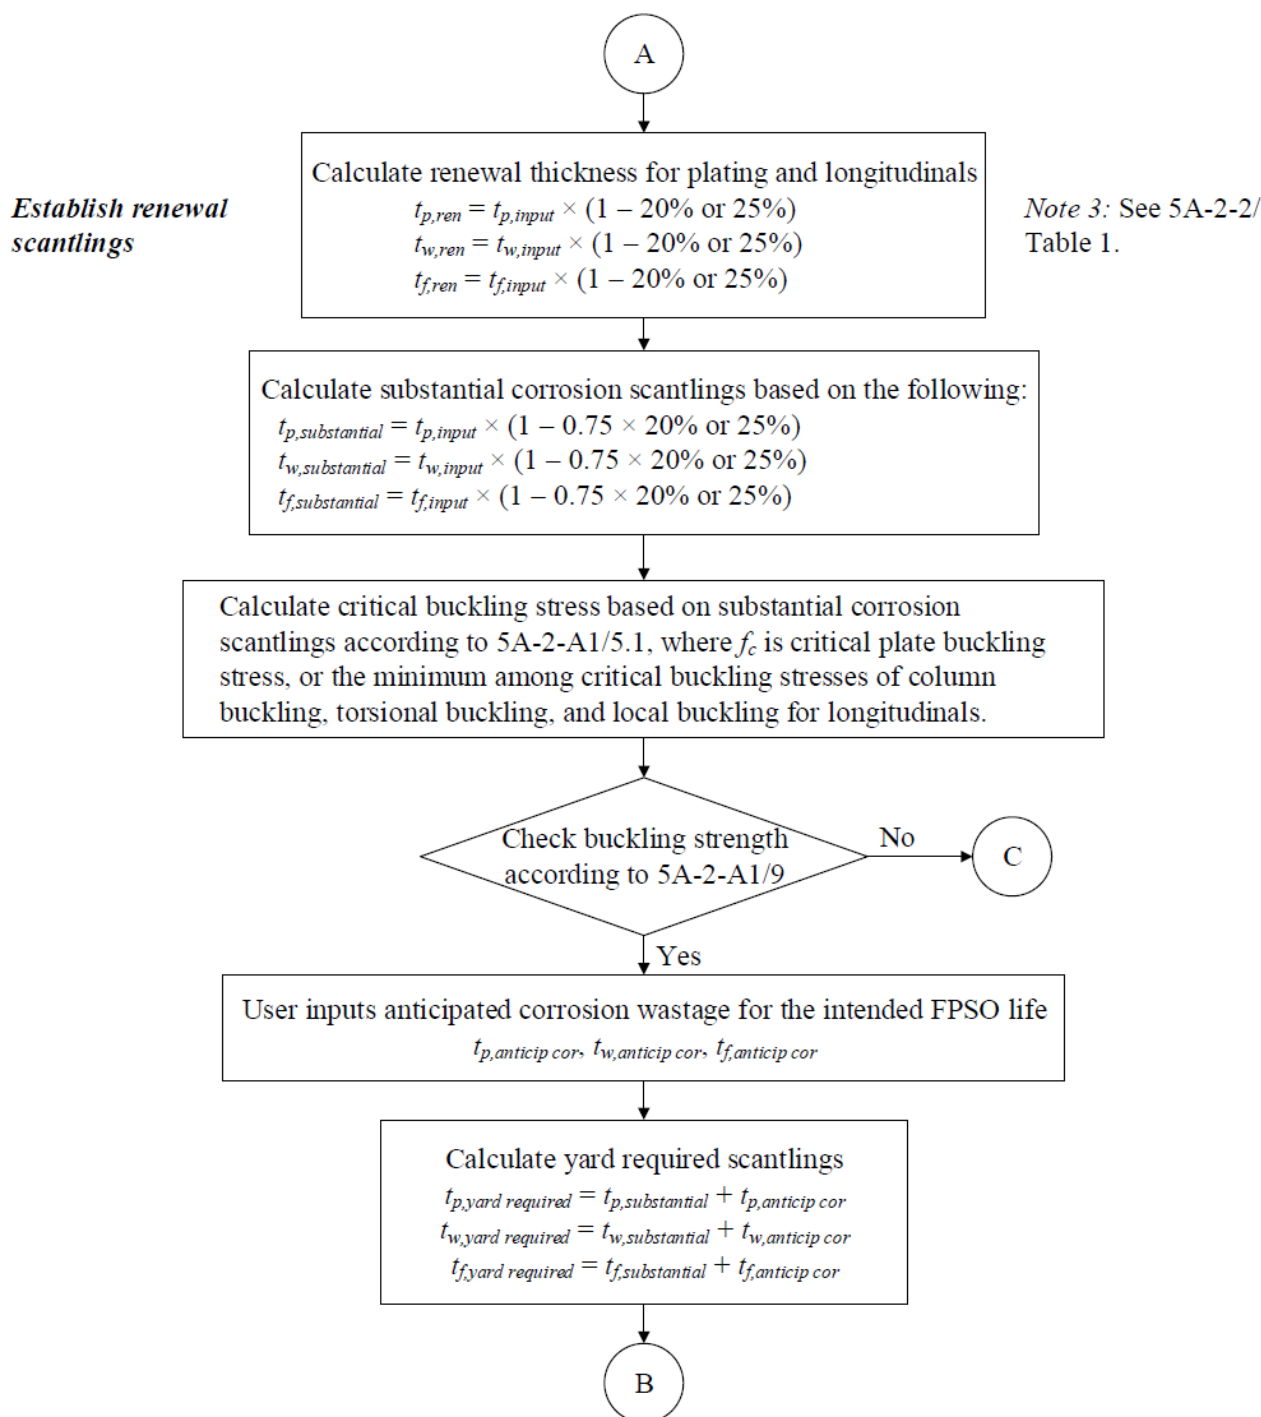 A
Calculate renewal thickness for plating and longitudinals
t_{p,ren} = t_{p,input} × (1 – 20% or 25%)
t_{w,ren} = t_{w,input} × (1 – 20% or 25%)
t_{f,ren} = t_{f,input} × (1 – 20% or 25%)
Establish renewal
scantlings
Note 3: See 5A-2-2/
Table 1.
Calculate substantial corrosion scantlings based on the following:
t_{p,substantial} = t_{p,input} × (1 – 0.75 × 20% or 25%)
t_{w,substantial} = t_{w,input} × (1 – 0.75 × 20% or 25%)
t_{f,substantial} = t_{f,input} × (1 – 0.75 × 20% or 25%)
Calculate critical buckling stress based on substantial corrosion
scantlings according to 5A-2-A1/5.1, where f_c is critical plate buckling
stress, or the minimum among critical buckling stresses of column
buckling, torsional buckling, and local buckling for longitudinals.
Check buckling strength
according to 5A-2-A1/9
No
C
Yes
User inputs anticipated corrosion wastage for the intended FPSO life
t_{p,anticip cor}, t_{w,anticip cor}, t_{f,anticip cor}
Calculate yard required scantlings
t_{p,yard required} = t_{p,substantial} + t_{p,anticip cor}
t_{w,yard required} = t_{w,substantial} + t_{w,anticip cor}
t_{f,yard required} = t_{f,substantial} + t_{f,anticip cor}
B